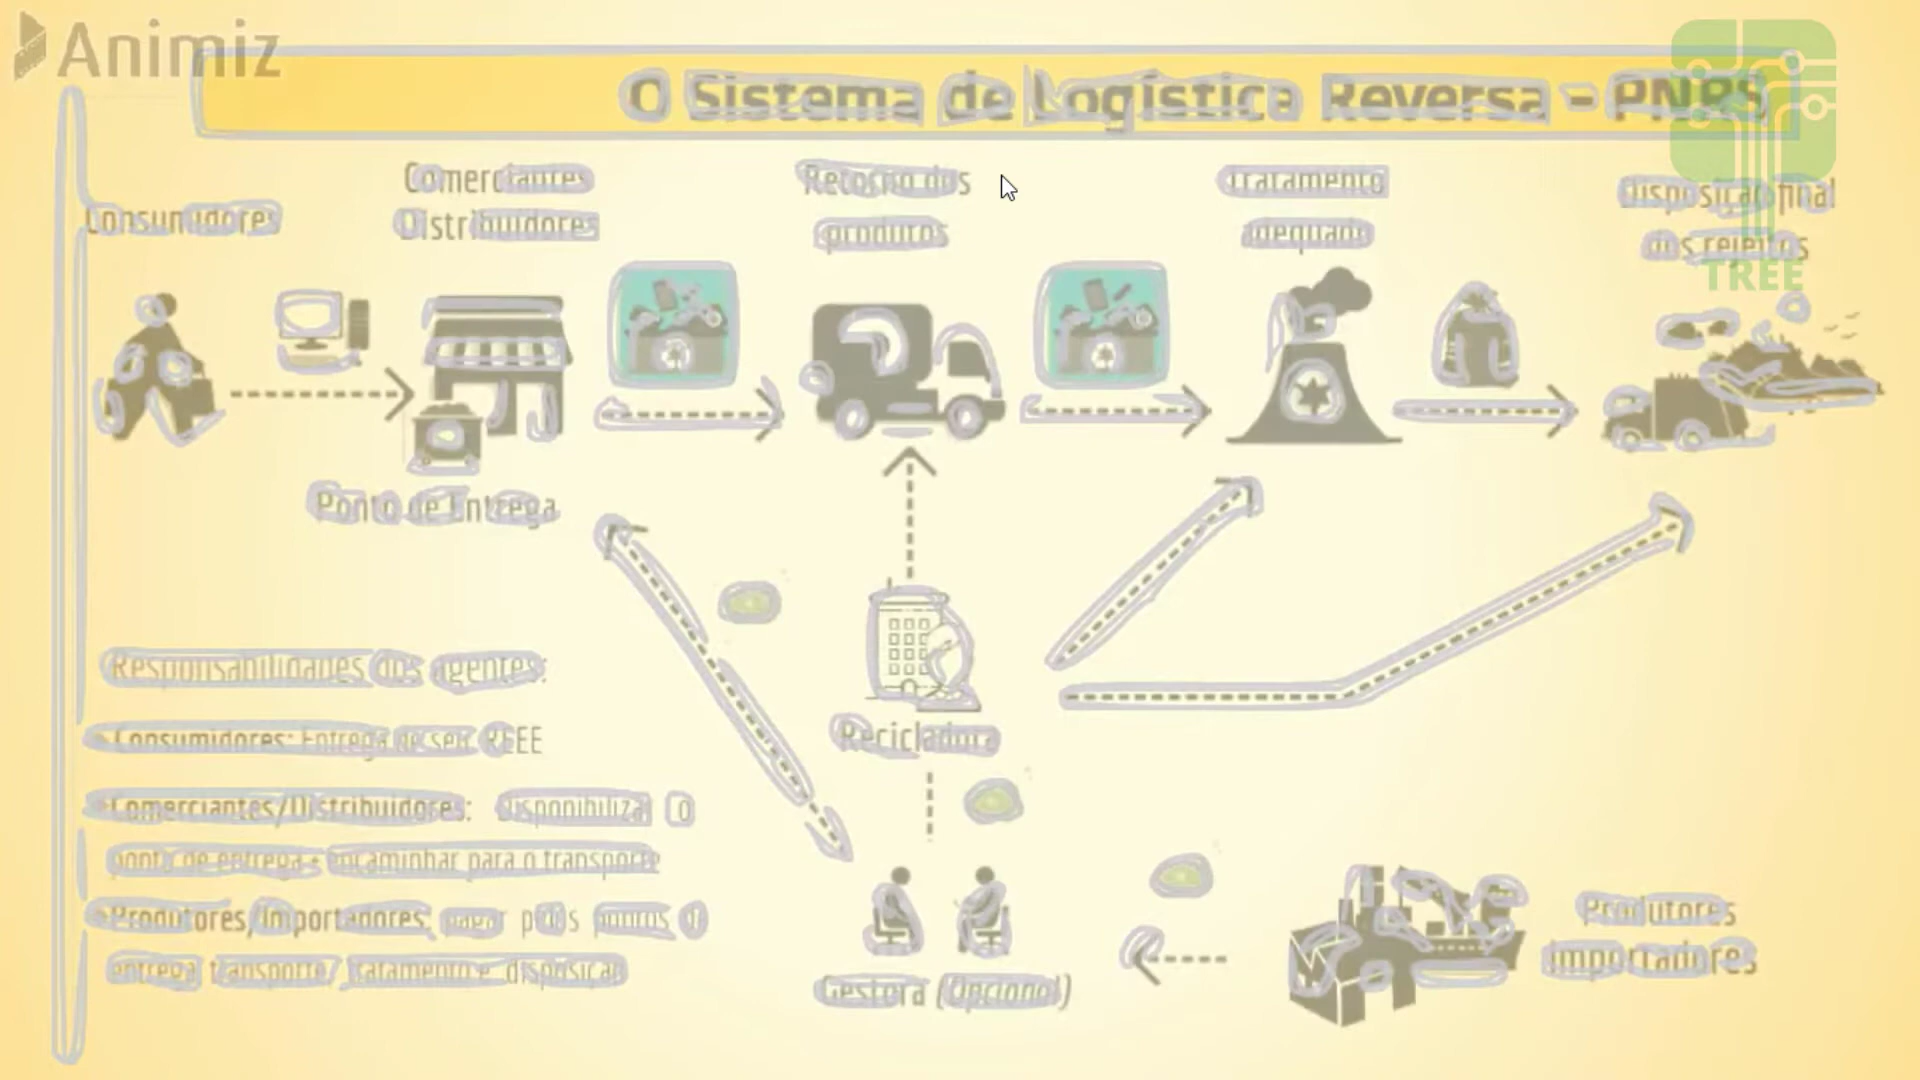 Animiz
O Sistema de Logística Reversa - PNRS
TREE
Consumidores
Comerciantes
Distribuidores
Retorno dos
produtos
Tratamento
adequado
Disposição final
dos rejeitos
Ponto de Entrega
Recicladora
Gestora (Opcional)
Produtores
Importadores
Responsabilidades dos agentes:
Consumidores: Entrega de seu REEE
Comerciantes/Distribuidores: Disponibilizar o
ponto de entrega e encaminhar para o transporte
Produtores/Importadores: pagar pelos pontos d
entrega transporte/ tratamento e disposição